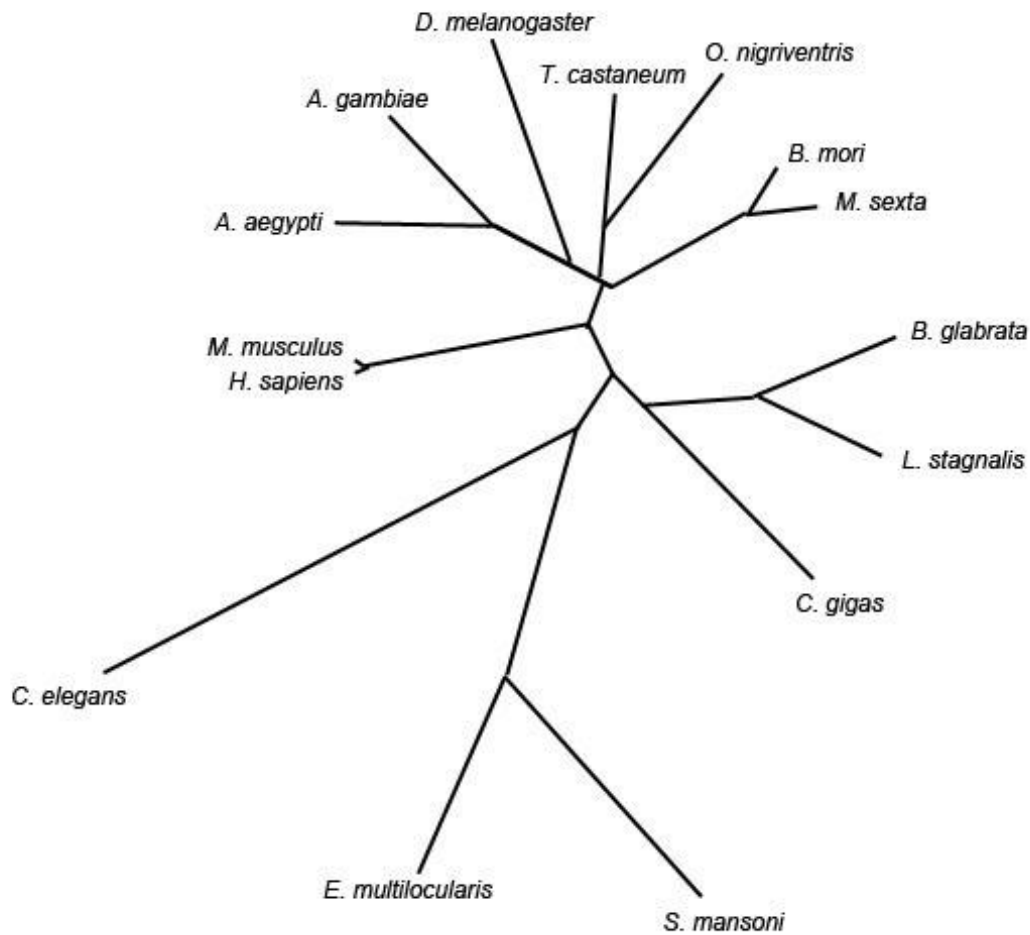 D. melanogaster
O. nigriventris
T. castaneum
A. gambiae
B. mori
M. sexta
A. aegypti
B. glabrata
M. musculus
H. sapiens
L. stagnalis
C. gigas
C. elegans
E. multilocularis
S. mansoni